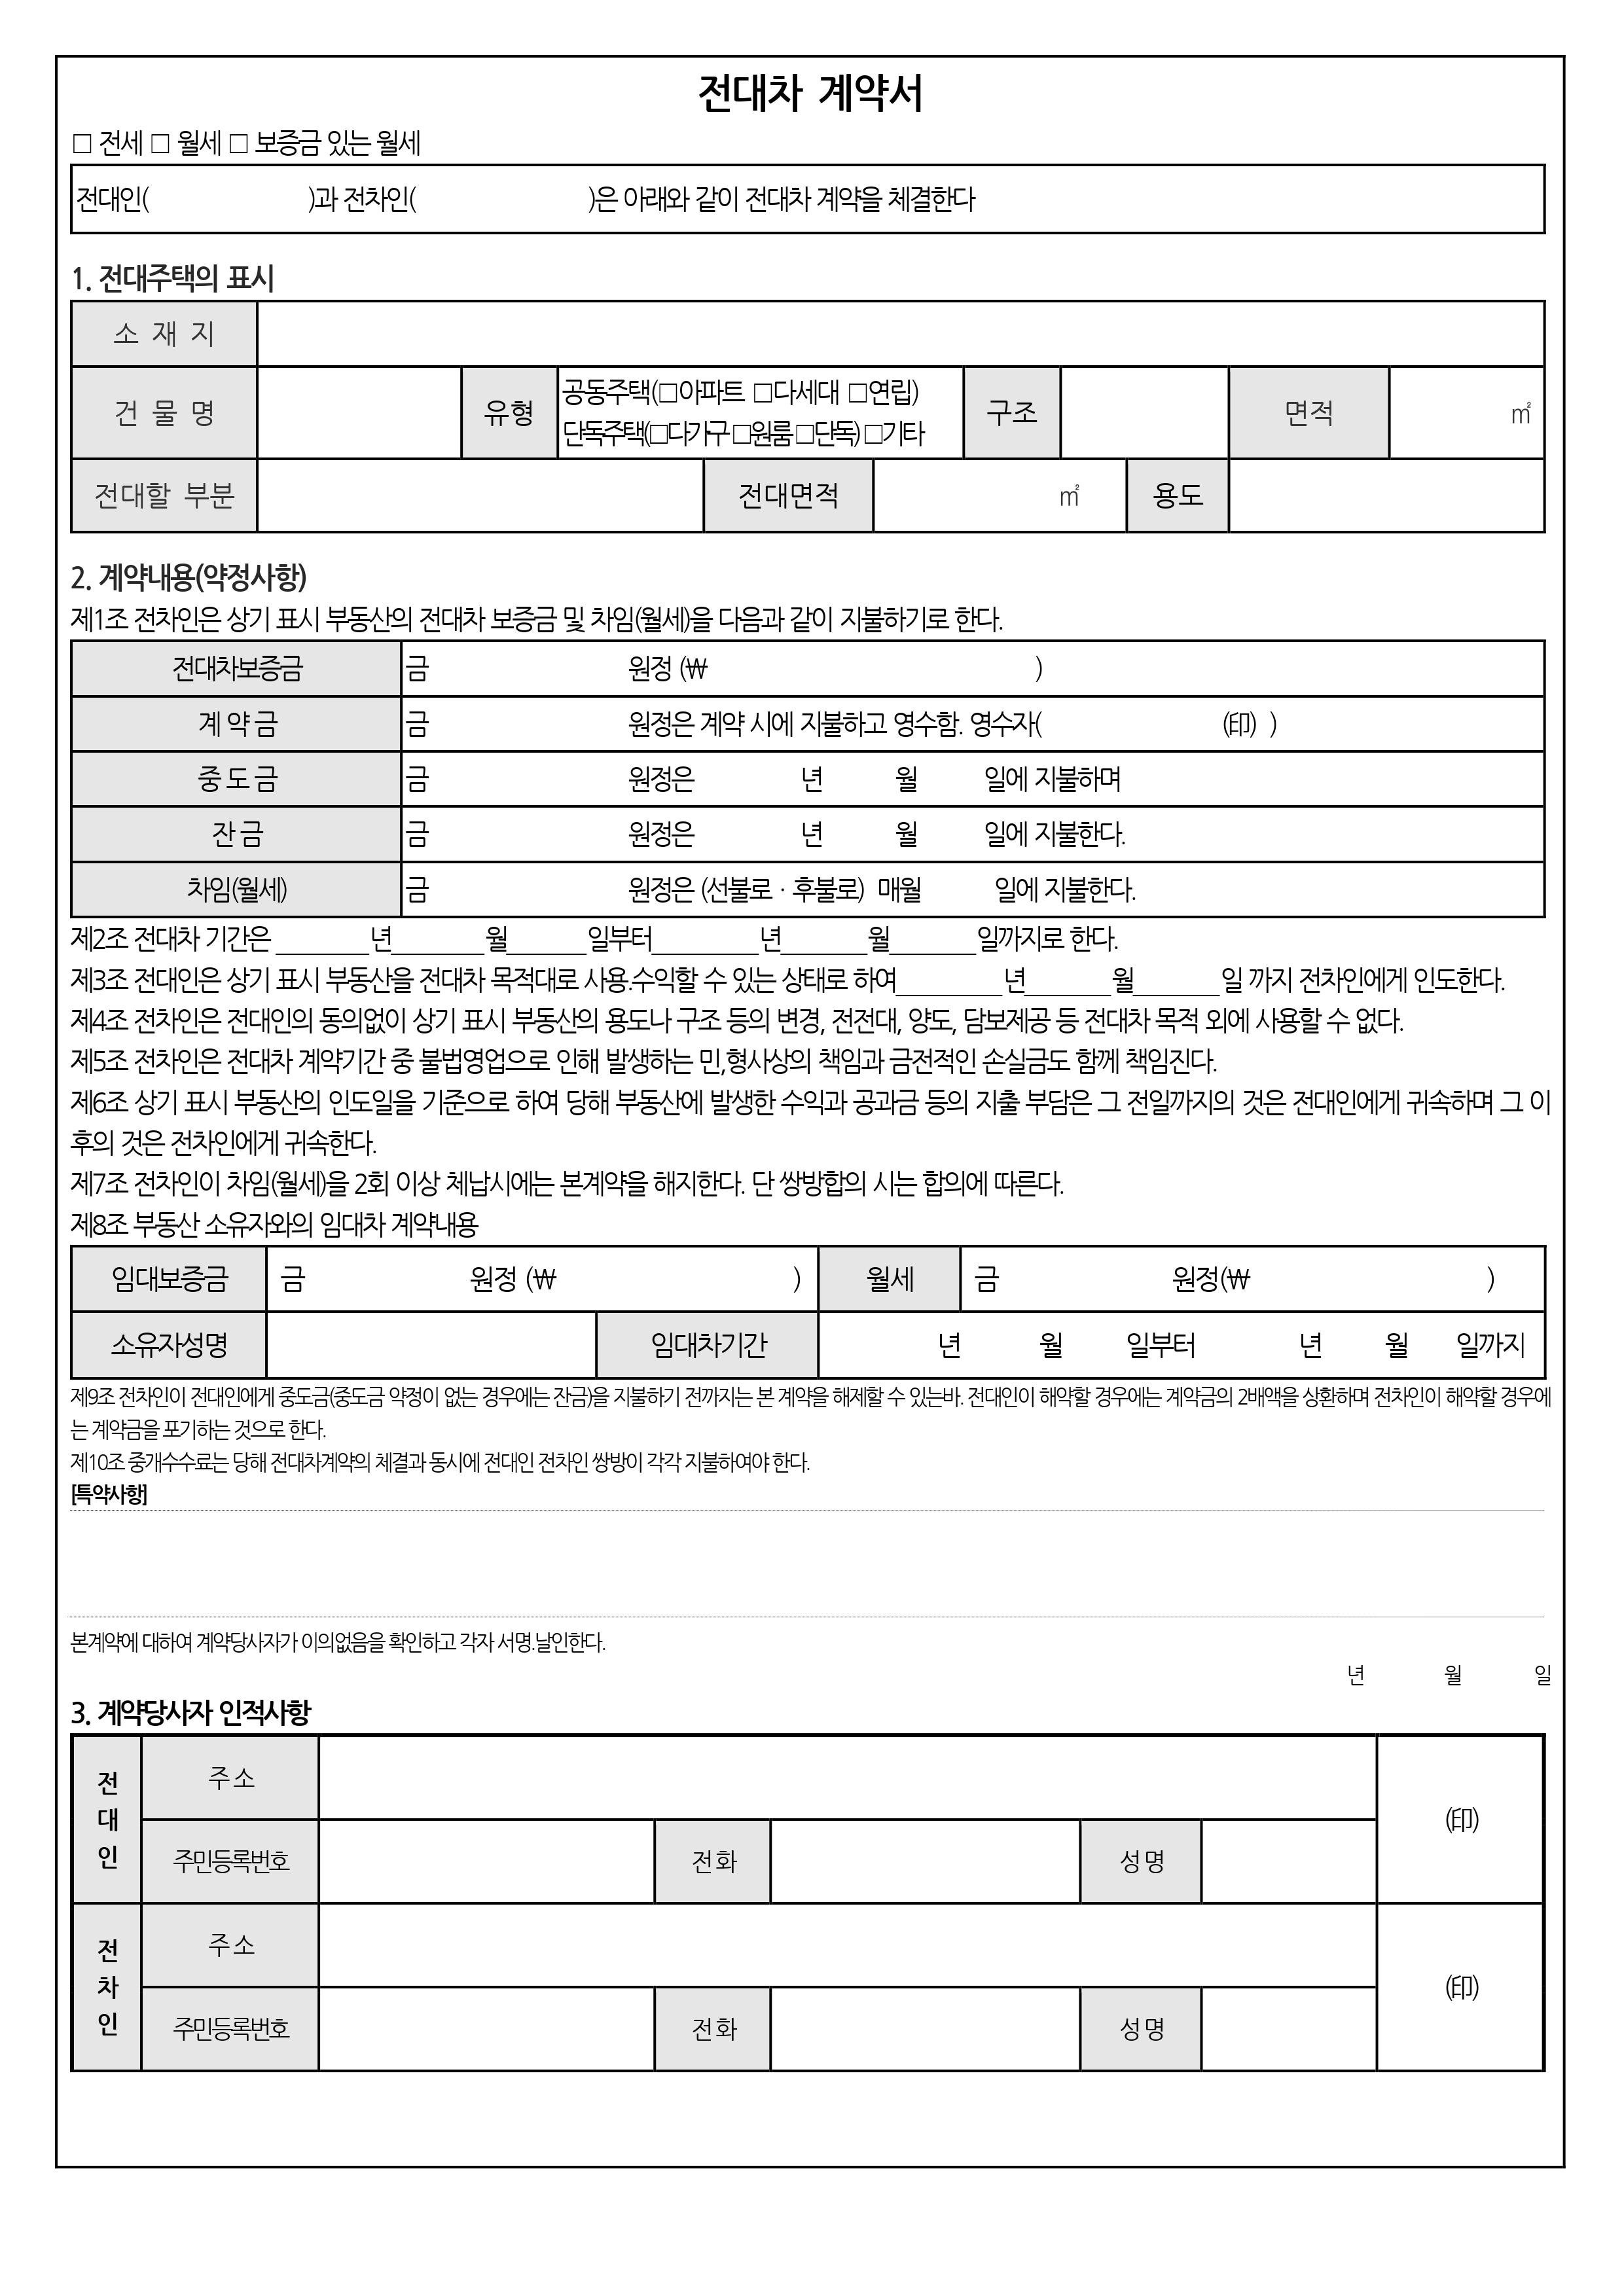 전대차 계약서
□ 전세 □ 월세 □ 보증금 있는 월세
전대인( )과 전차인( )은 아래와 같이 전대차 계약을 체결한다
1. 전대주택의 표시
소 재 지
건 물 명 유형 공동주택(□아파트 □다세대 □연립) 구조 면적 ㎡
단독주택(□다가구 □원룸 □단독) □기타
전대할 부분 전대면적 ㎡ 용도
2. 계약내용(약정사항)
제1조 전차인은 상기 표시 부동산의 전대차 보증금 및 차임(월세)을 다음과 같이 지불하기로 한다.
전대차보증금 금 원정 (₩ )
계 약 금 금 원정은 계약 시에 지불하고 영수함. 영수자( (印) )
중 도 금 금 원정은 년 월 일에 지불하며
잔 금 금 원정은 년 월 일에 지불한다.
차임(월세) 금 원정은 (선불로ㆍ후불로) 매월 일에 지불한다.
제2조 전대차 기간은 ______년______월______일부터______년______월______일까지로 한다.
제3조 전대인은 상기 표시 부동산을 전대차 목적대로 사용.수익할 수 있는 상태로 하여______년______월______일 까지 전차인에게 인도한다.
제4조 전차인은 전대인의 동의없이 상기 표시 부동산의 용도나 구조 등의 변경, 전전대, 양도, 담보제공 등 전대차 목적 외에 사용할 수 없다.
제5조 전차인은 전대차 계약기간 중 불법영업으로 인해 발생하는 민,형사상의 책임과 금전적인 손실금도 함께 책임진다.
제6조 상기 표시 부동산의 인도일을 기준으로 하여 당해 부동산에 발생한 수익과 공과금 등의 지출 부담은 그 전일까지의 것은 전대인에게 귀속하며 그 이
후의 것은 전차인에게 귀속한다.
제7조 전차인이 차임(월세)을 2회 이상 체납시에는 본계약을 해지한다. 단 쌍방합의 시는 합의에 따른다.
제8조 부동산 소유자와의 임대차 계약내용
임대보증금 금 원정 (₩ ) 월세 금 원정(₩ )
소유자성명 임대차기간 년 월 일부터 년 월 일까지
제9조 전차인이 전대인에게 중도금(중도금 약정이 없는 경우에는 잔금)을 지불하기 전까지는 본 계약을 해제할 수 있는바. 전대인이 해약할 경우에는 계약금의 2배액을 상환하며 전차인이 해약할 경우에
는 계약금을 포기하는 것으로 한다.
제10조 중개수수료는 당해 전대차계약의 체결과 동시에 전대인 전차인 쌍방이 각각 지불하여야 한다.
[특약사항]
본계약에 대하여 계약당사자가 이의없음을 확인하고 각자 서명.날인한다.
년 월 일
3. 계약당사자 인적사항
전대인 주 소 (印)
주민등록번호 전 화 성 명
전차인 주 소 (印)
주민등록번호 전 화 성 명